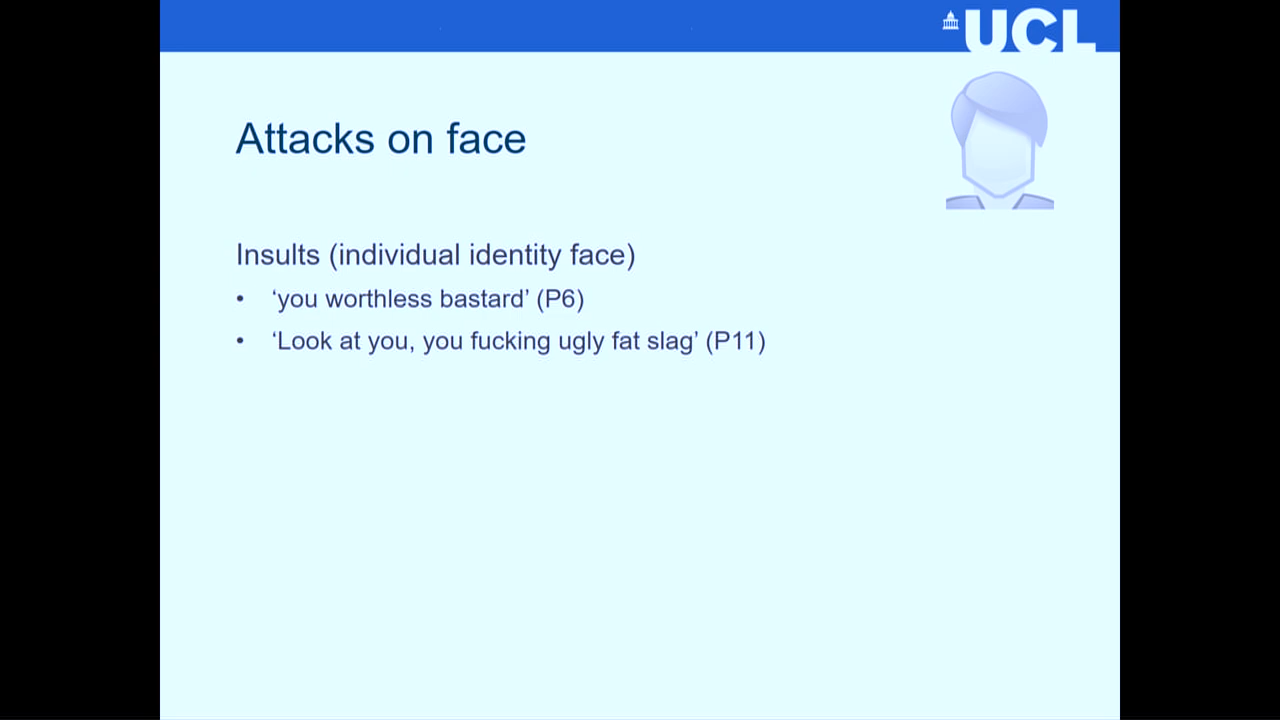 UCL
Attacks on face
Insults (individual identity face)
• ‘you worthless bastard’ (P6)
• ‘Look at you, you fucking ugly fat slag’ (P11)